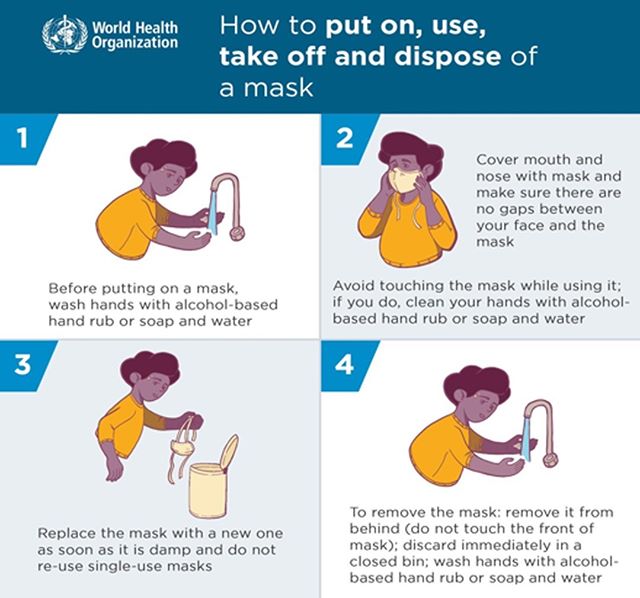 World Health
Organization
How to put on, use,
take off and dispose of
a mask
1
Before putting on a mask,
wash hands with alcohol-based
hand rub or soap and water
2
Cover mouth and
nose with mask and
make sure there are
no gaps between
your face and the
mask
Avoid touching the mask while using it;
if you do, clean your hands with alcohol-
based hand rub or soap and water
3
Replace the mask with a new one
as soon as it is damp and do not
re-use single-use masks
4
To remove the mask: remove it from
behind (do not touch the front of
mask); discard immediately in a
closed bin; wash hands with alcohol-
based hand rub or soap and water